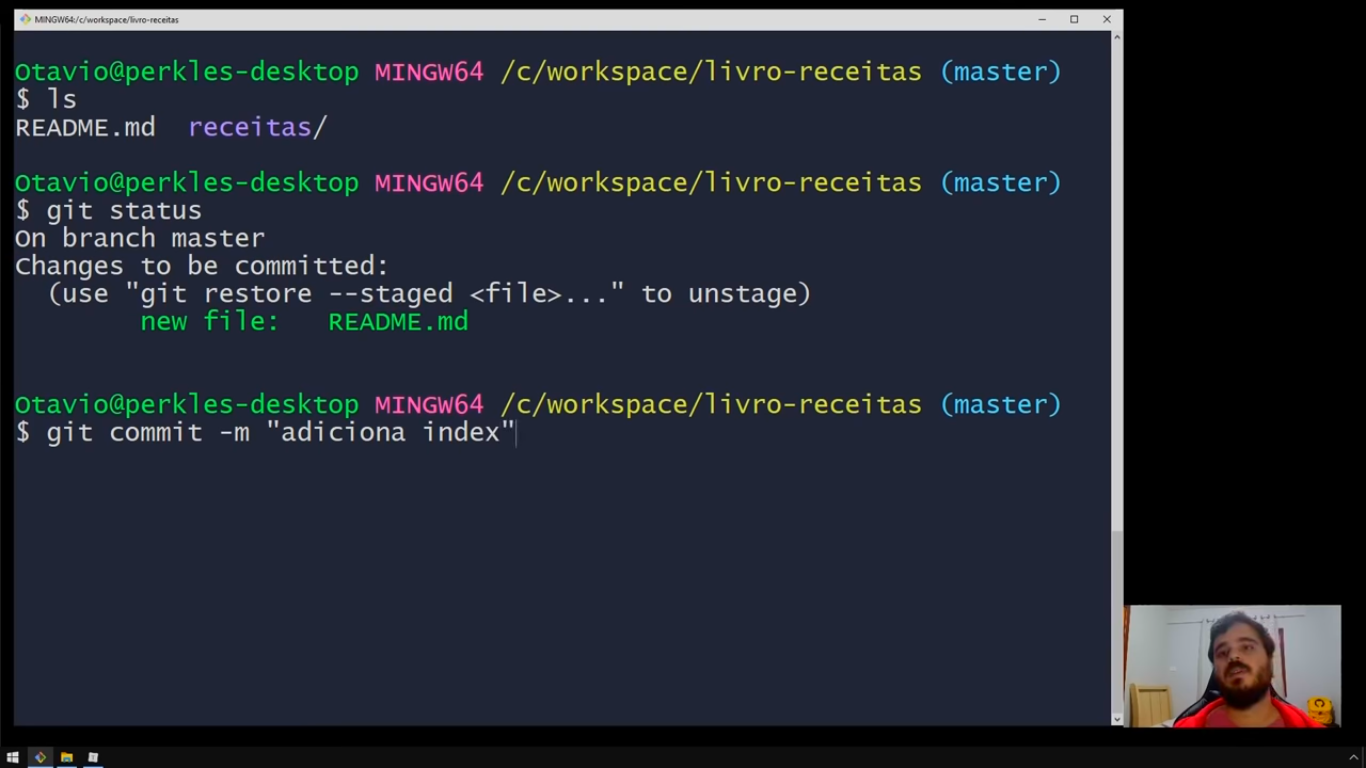 MINGW64:/c/workspace/livro-receitas
Otavio@perkles-desktop MINGW64 /c/workspace/livro-receitas (master)
$ ls
README.md  receitas/
Otavio@perkles-desktop MINGW64 /c/workspace/livro-receitas (master)
$ git status
On branch master
Changes to be committed:
  (use "git restore --staged <file>..." to unstage)
        new file:   README.md
Otavio@perkles-desktop MINGW64 /c/workspace/livro-receitas (master)
$ git commit -m "adiciona index"